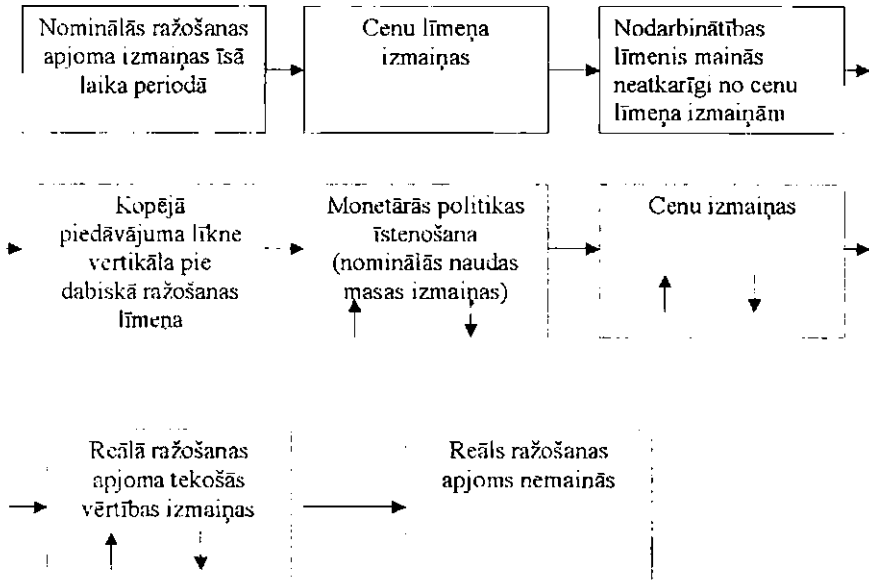 Nominālās ražošanas
apjoma izmaiņas īsā
laika periodā
Cenu līmeņa
izmaiņas
Nodarbinātības
līmenis mainās
neatkarīgi no cenu
līmeņa izmaiņām
Kopējā
piedāvājuma līkne
vertikāla pie
dabiskā ražošanas
līmeņa
Monetārās politikas
īstenošana
(nominālās naudas
masas izmaiņas)
Cenu izmaiņas
Reālā ražošanas
apjoma tekošās
vērtības izmaiņas
Reāls ražošanas
apjoms nemainās